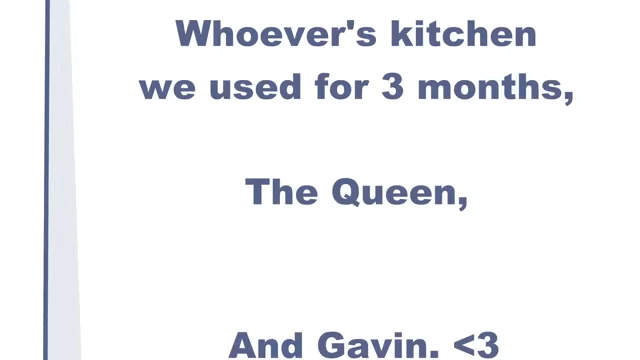 Whoever's kitchen
we used for 3 months,
The Queen,
And Gavin. <3